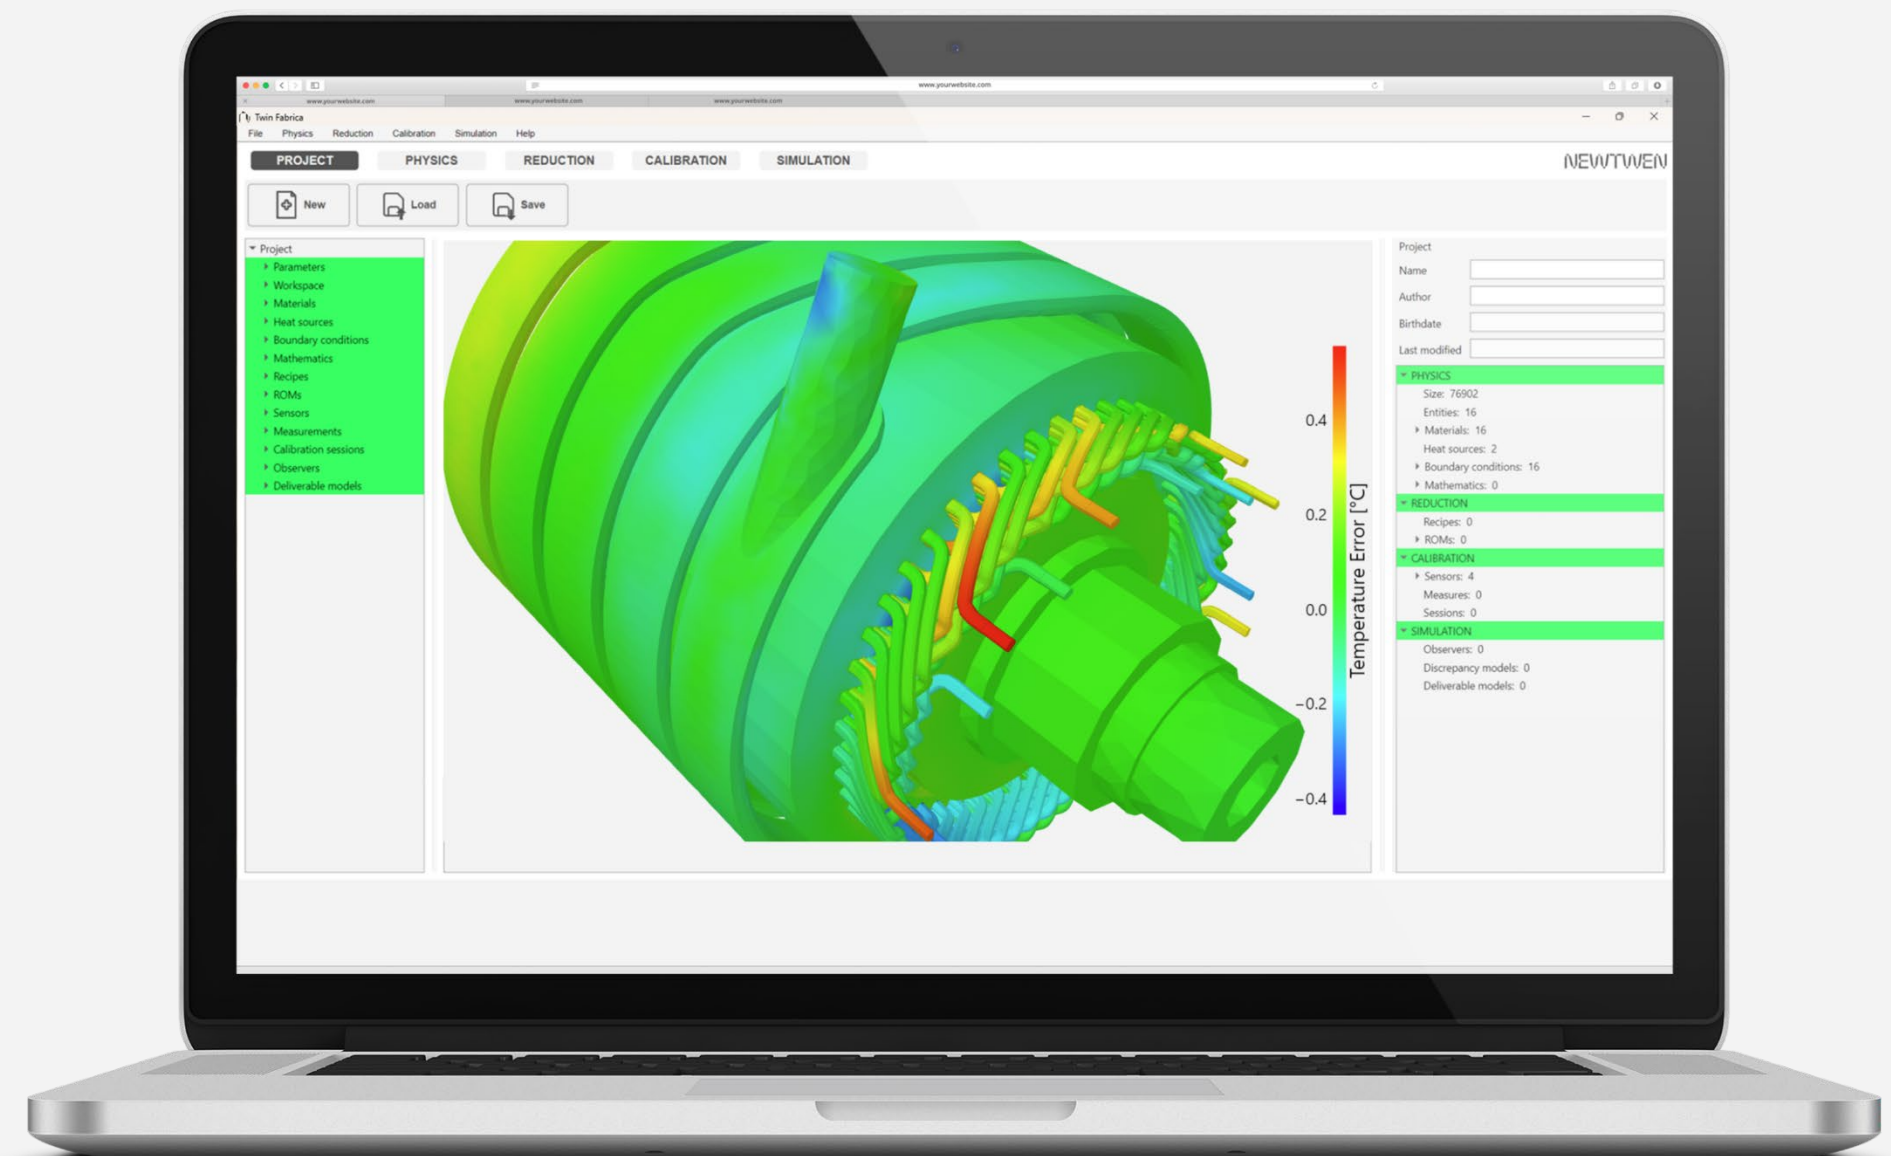 www.yourwebsite.com
www.yourwebsite.com www.yourwebsite.com www.yourwebsite.com
Twin Fabrica
File Physics Reduction Calibration Simulation Help
PROJECT PHYSICS REDUCTION CALIBRATION SIMULATION NEWTWEN
New Load Save
Project
Parameters
Workspace
Materials
Heat sources
Boundary conditions
Mathematics
Recipes
ROMs
Sensors
Measurements
Calibration sessions
Observers
Deliverable models
0.4
0.2
0.0
−0.2
−0.4
Temperature Error [°C]
Project
Name
Author
Birthdate
Last modified
PHYSICS
Size: 76902
Entities: 16
Materials: 16
Heat sources: 2
Boundary conditions: 16
Mathematics: 0
REDUCTION
Recipes: 0
ROMs: 0
CALIBRATION
Sensors: 4
Measures: 0
Sessions: 0
SIMULATION
Observers: 0
Discrepancy models: 0
Deliverable models: 0